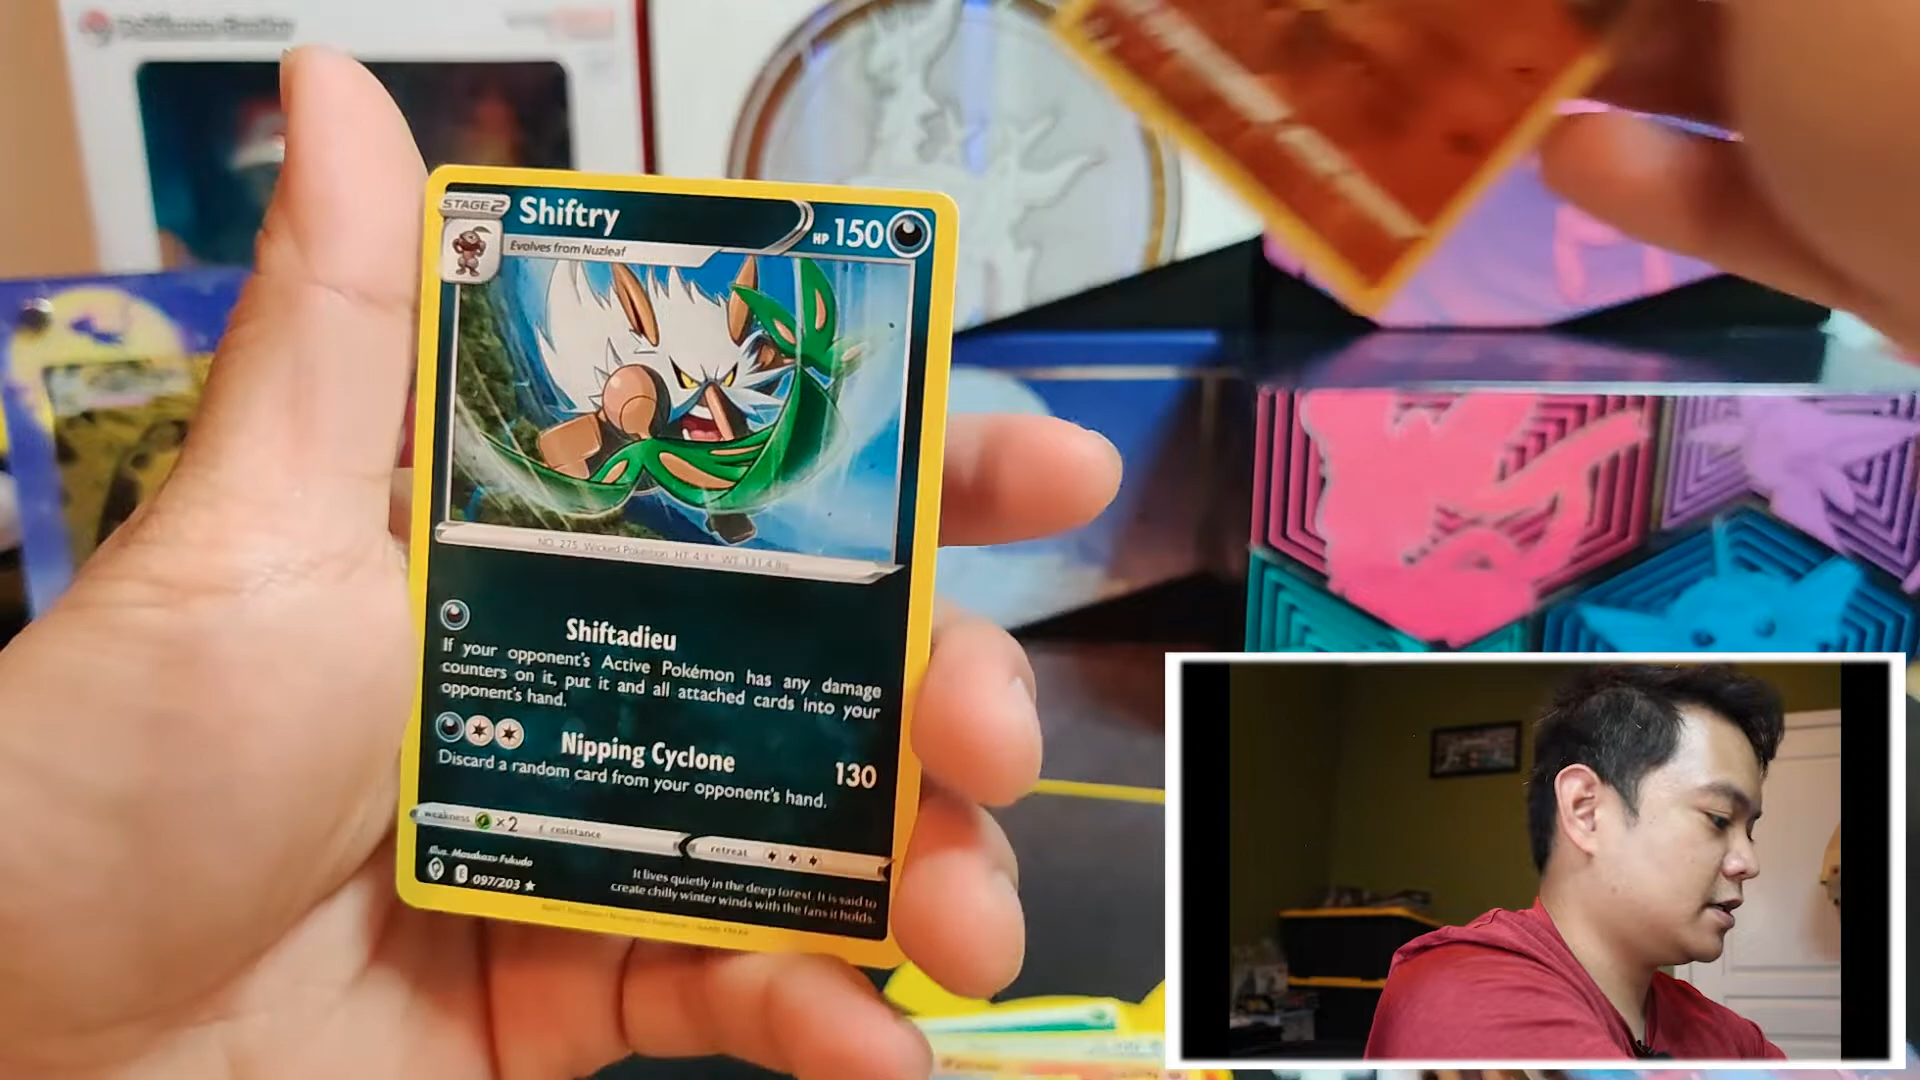 STAGE 2
Shiftry
HP 150
Evolves from Nuzleaf
NO. 275 Wicked Pokémon HT: 4'3" WT: 131.4 lbs
Shiftadieu
If your opponent's Active Pokémon has any damage
counters on it, put it and all attached cards into your
opponent's hand.
Nipping Cyclone
130
Discard a random card from your opponent's hand.
weakness ×2 resistance
retreat
Illus. Masakazu Fukuda
E 097/203 ★
It lives quietly in the deep forest. It is said to
create chilly winter winds with the fans it holds.